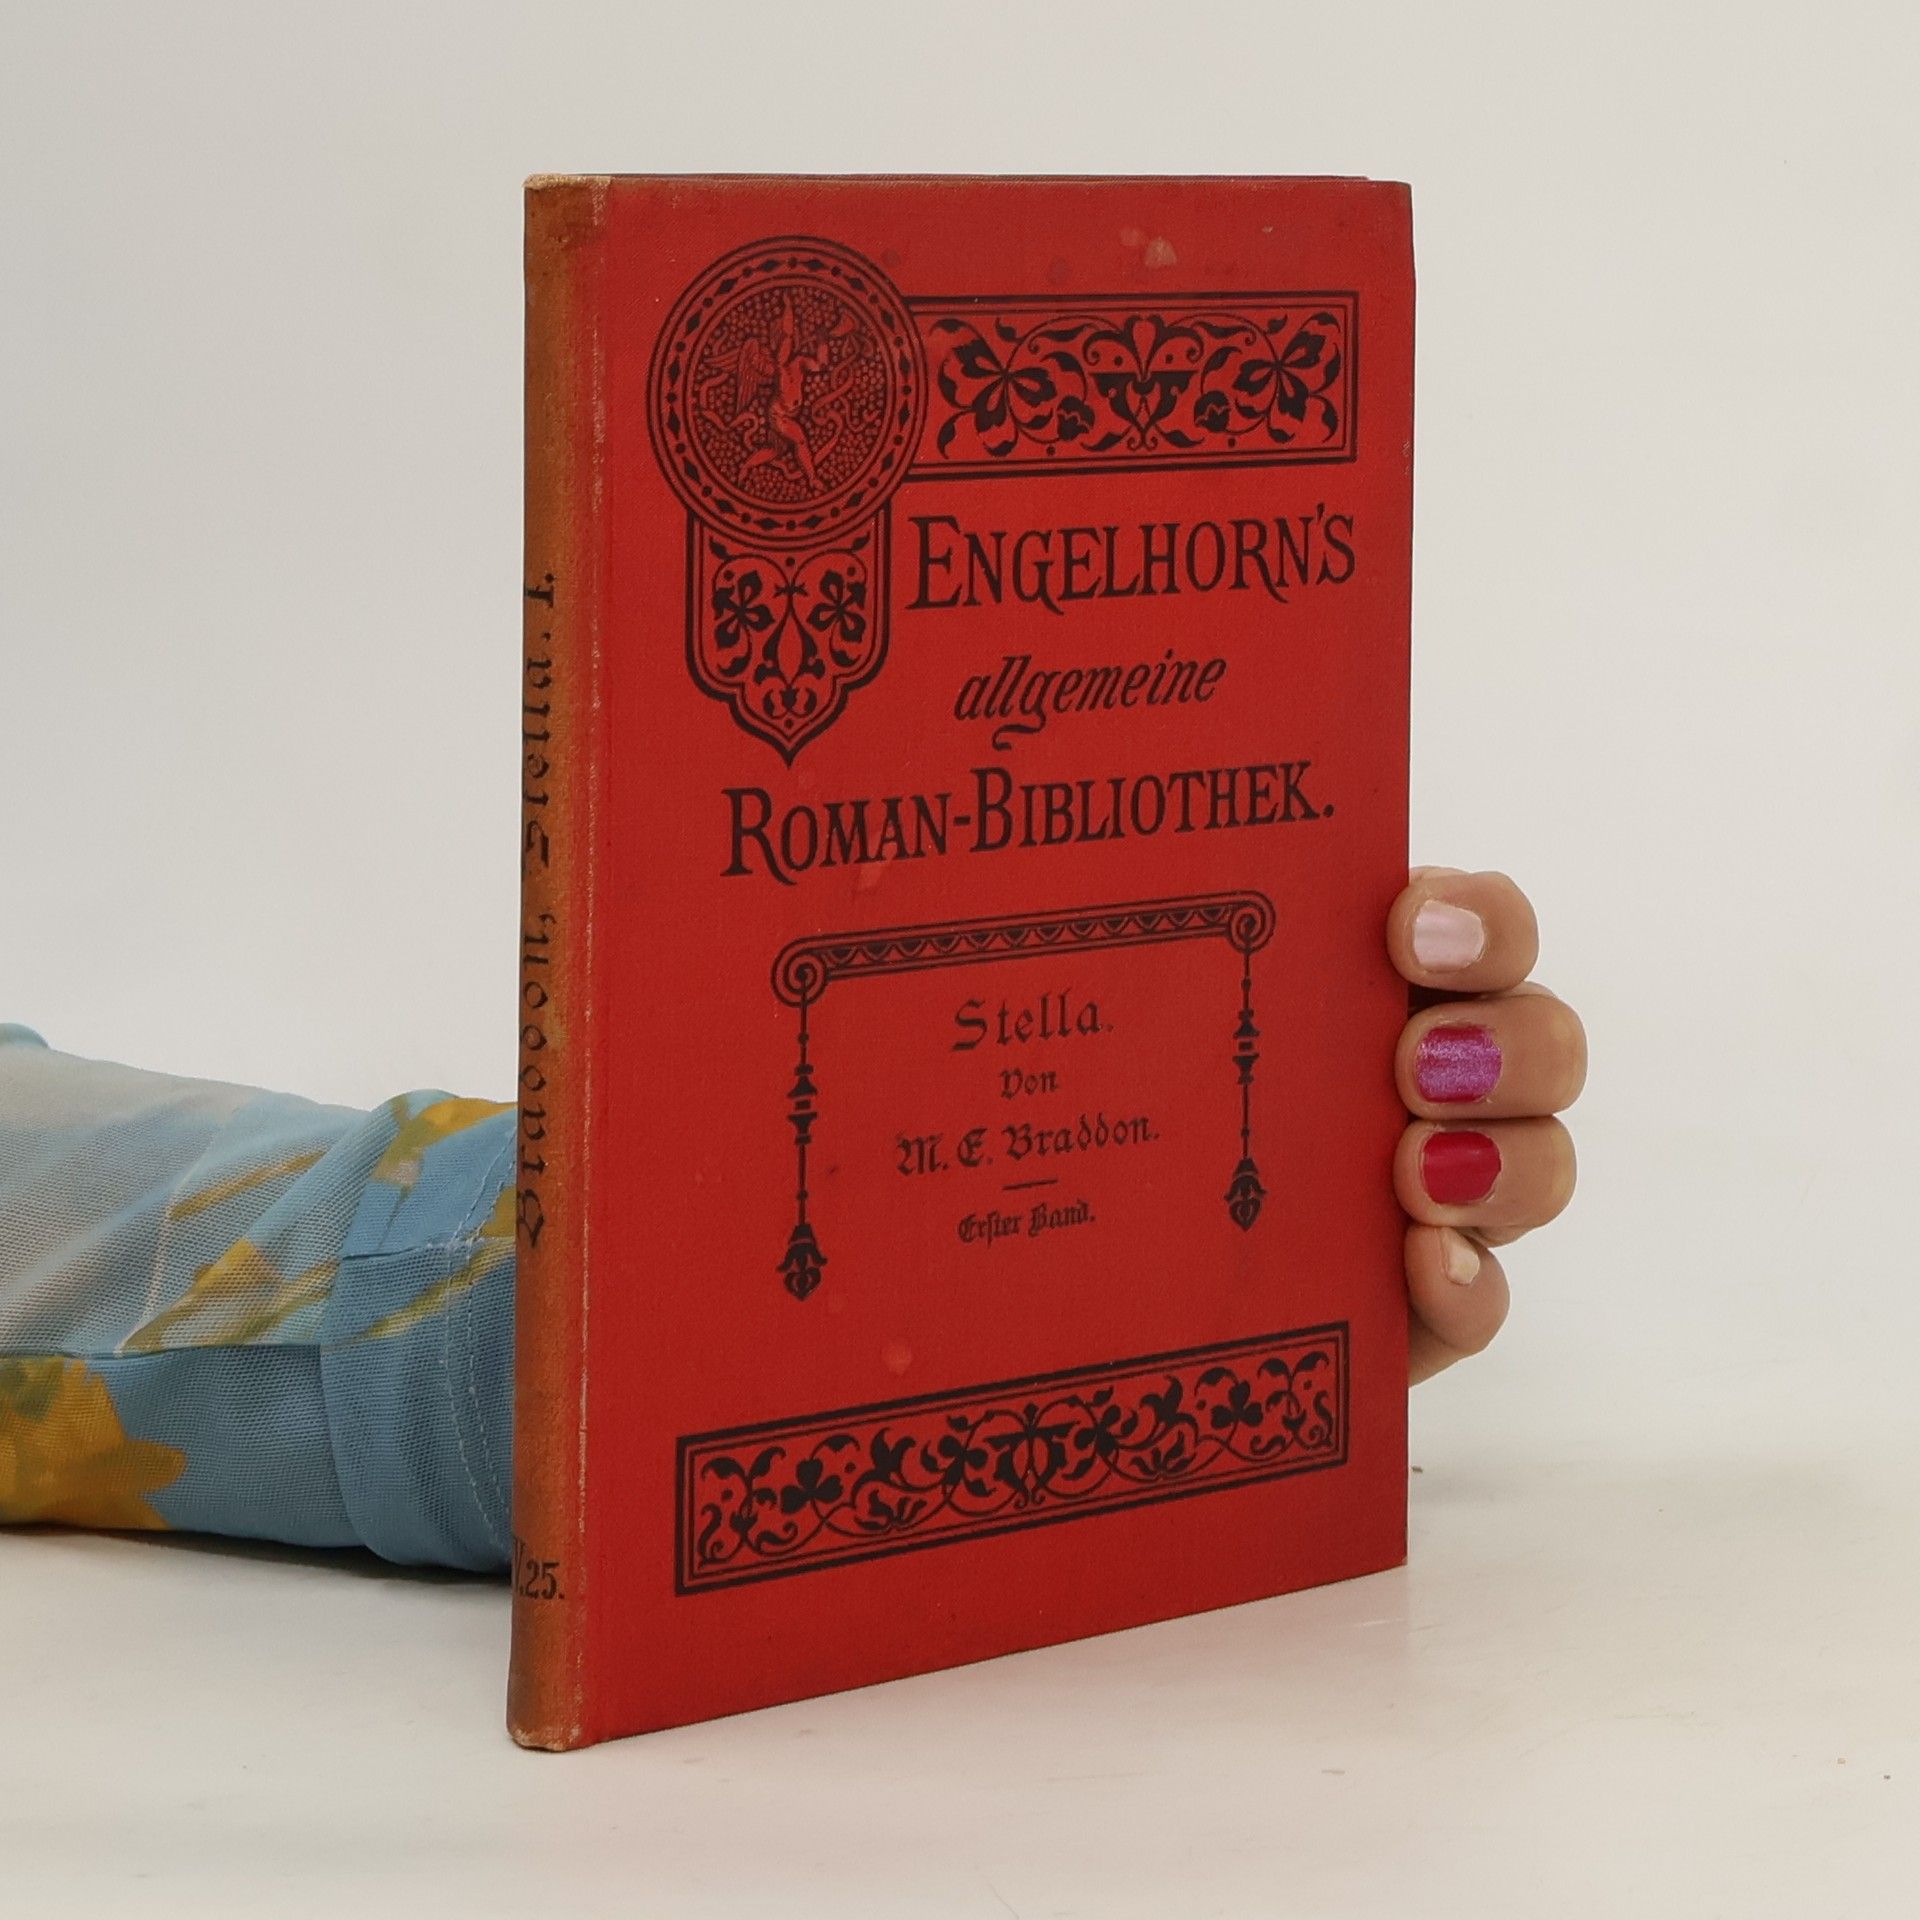 ENGELHORN'S
allgemeine
ROMAN-BIBLIOTHEK.
Stella.
Von
M. E. Braddon.
Erster Band.
Braddon, Stella. I.
V.25.